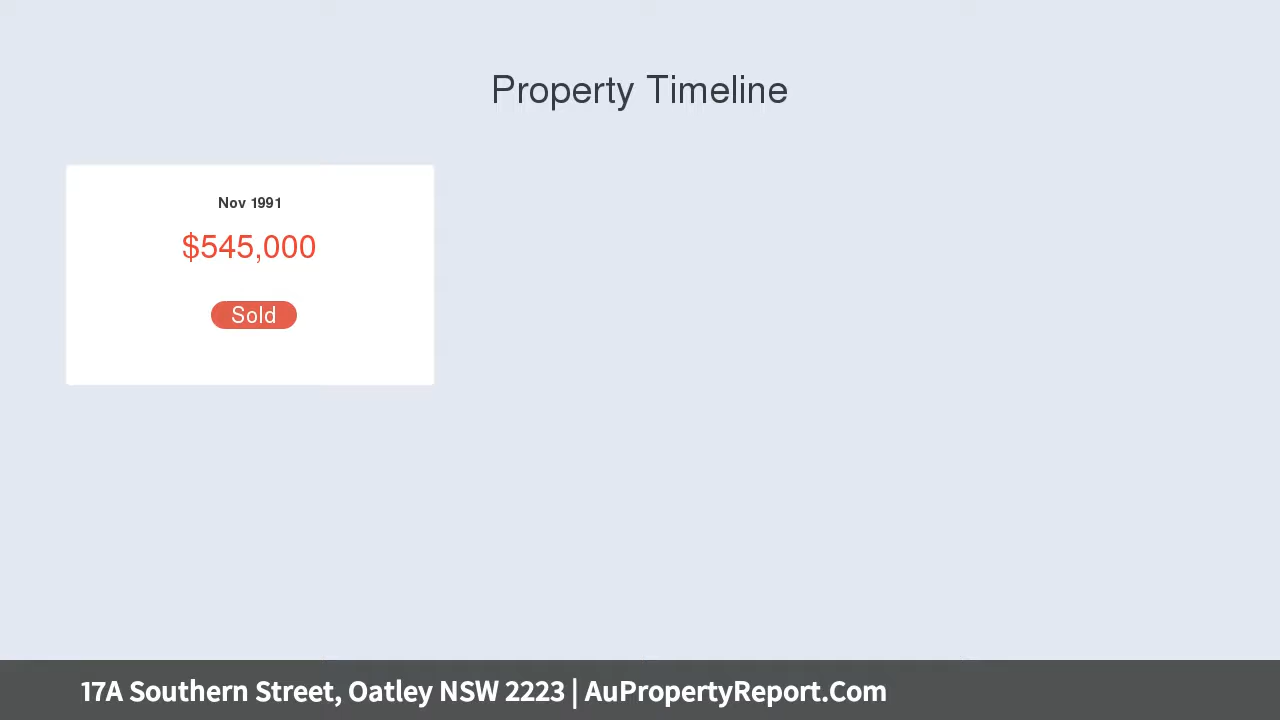 Property Timeline
Nov 1991
$545,000
Sold
17A Southern Street, Oatley NSW 2223 | AuPropertyReport.Com